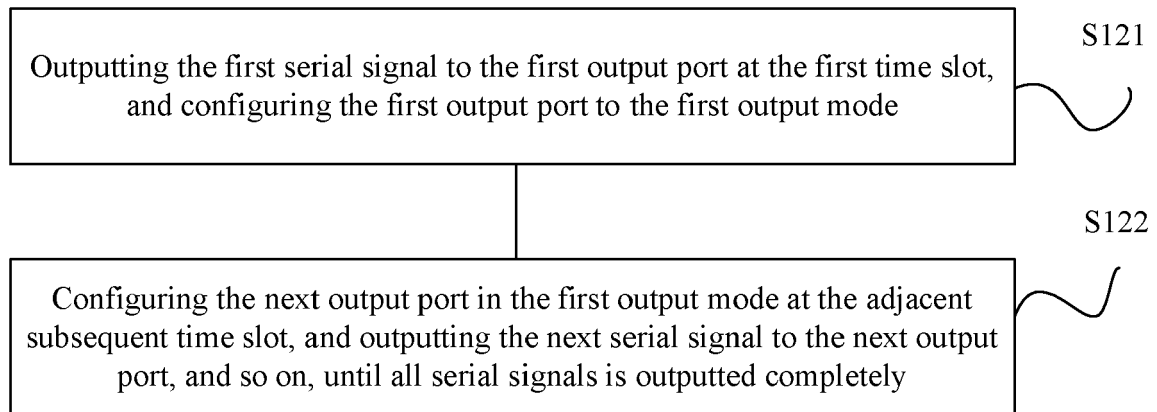 S121
Outputting the first serial signal to the first output port at the first time slot,
and configuring the first output port to the first output mode
S122
Configuring the next output port in the first output mode at the adjacent
subsequent time slot, and outputting the next serial signal to the next output
port, and so on, until all serial signals is outputted completely